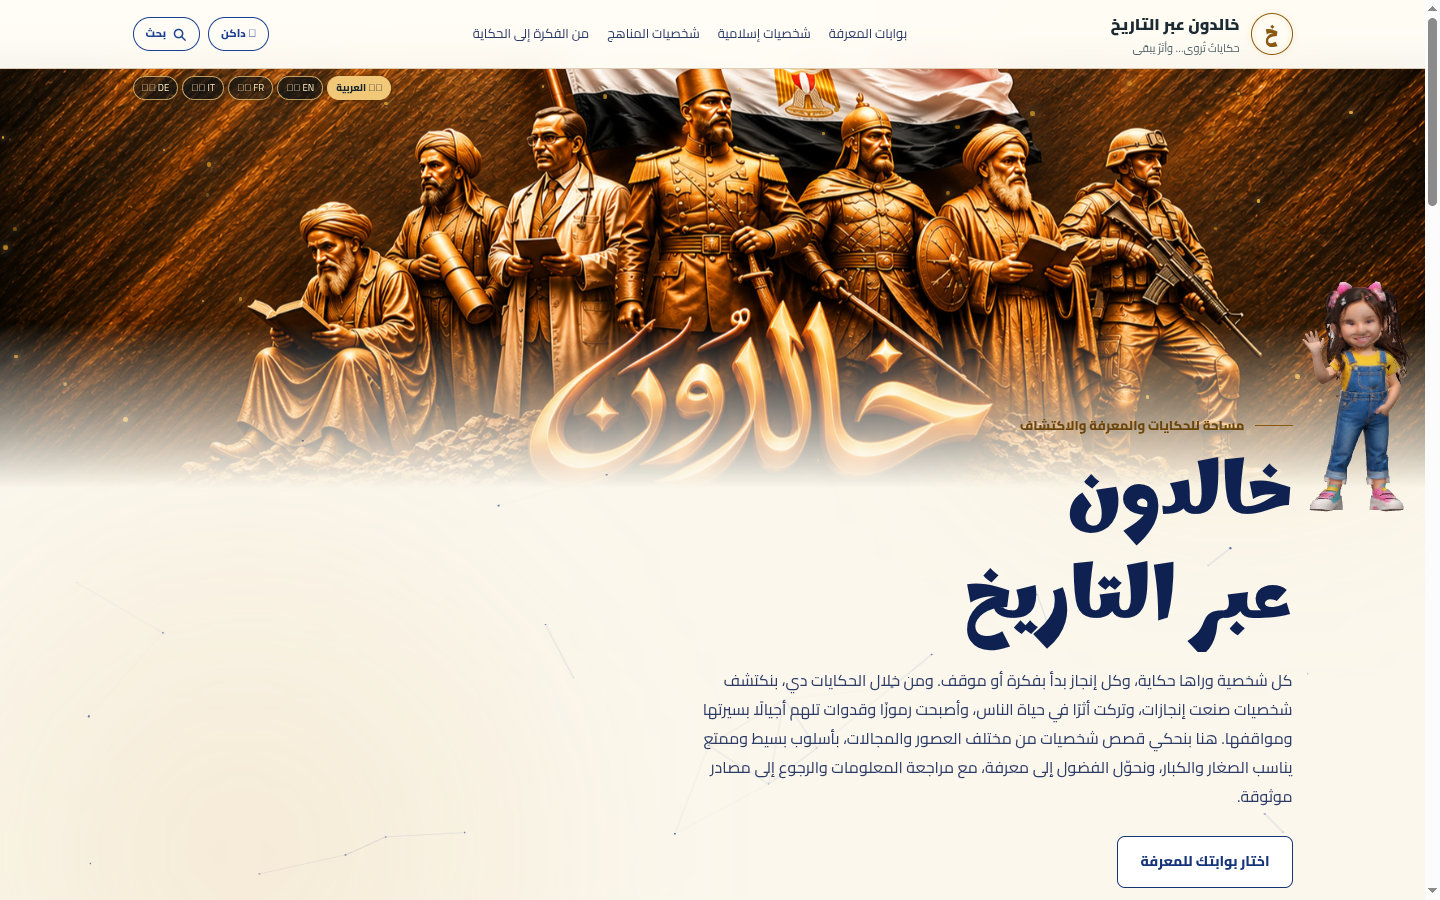 خالدون عبر التاريخ
حكاياتٌ تُروى... وأثرٌ يبقى
بوابات المعرفة
شخصيات إسلامية
شخصيات المناهج
من الفكرة إلى الحكاية
داكن
بحث
العربية
EN
FR
IT
DE
خالدون
مساحة للحكايات والمعرفة والاكتشاف
خالدون
عبر التاريخ
كل شخصية وراها حكاية، وكل إنجاز بدأ بفكرة أو موقف. ومن خلال الحكايات دي، بنكتشف
شخصيات صنعت إنجازات، وتركت أثرًا في حياة الناس، وأصبحت رموزًا وقدوات تلهم أجيالًا بسيرتها
ومواقفها. هنا بنحكي قصص شخصيات من مختلف العصور والمجالات، بأسلوب بسيط وممتع
يناسب الصغار والكبار، ونحوّل الفضول إلى معرفة، مع مراجعة المعلومات والرجوع إلى مصادر
موثوقة.
اختار بوابتك للمعرفة
خ